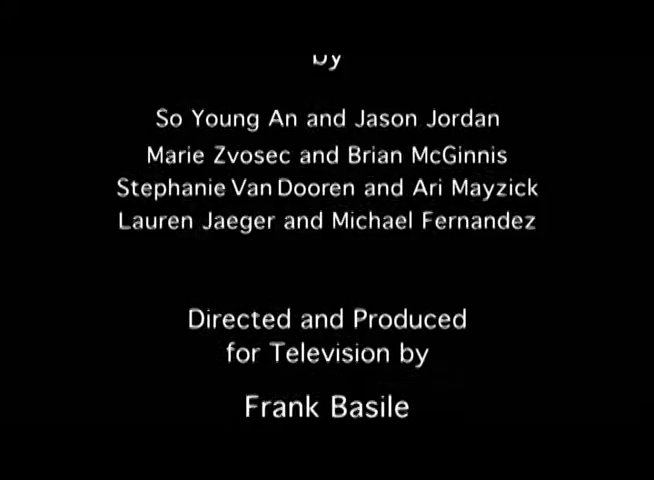 by
So Young An and Jason Jordan
Marie Zvosec and Brian McGinnis
Stephanie Van Dooren and Ari Mayzick
Lauren Jaeger and Michael Fernandez
Directed and Produced
for Television by
Frank Basile